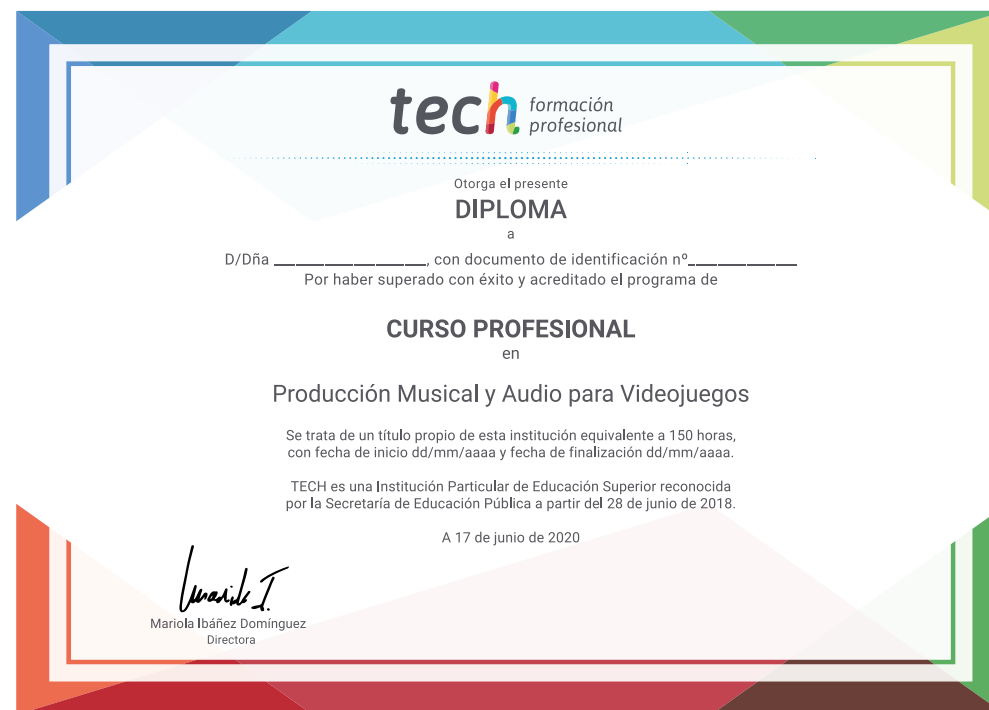 tech formación
profesional
Otorga el presente
DIPLOMA
a
D/Dña ______________, con documento de identificación nº__________
Por haber superado con éxito y acreditado el programa de
CURSO PROFESIONAL
en
Producción Musical y Audio para Videojuegos
Se trata de un título propio de esta institución equivalente a 150 horas,
con fecha de inicio dd/mm/aaaa y fecha de finalización dd/mm/aaaa.
TECH es una Institución Particular de Educación Superior reconocida
por la Secretaría de Educación Pública a partir del 28 de junio de 2018.
A 17 de junio de 2020
Mariola Ibáñez Domínguez
Directora